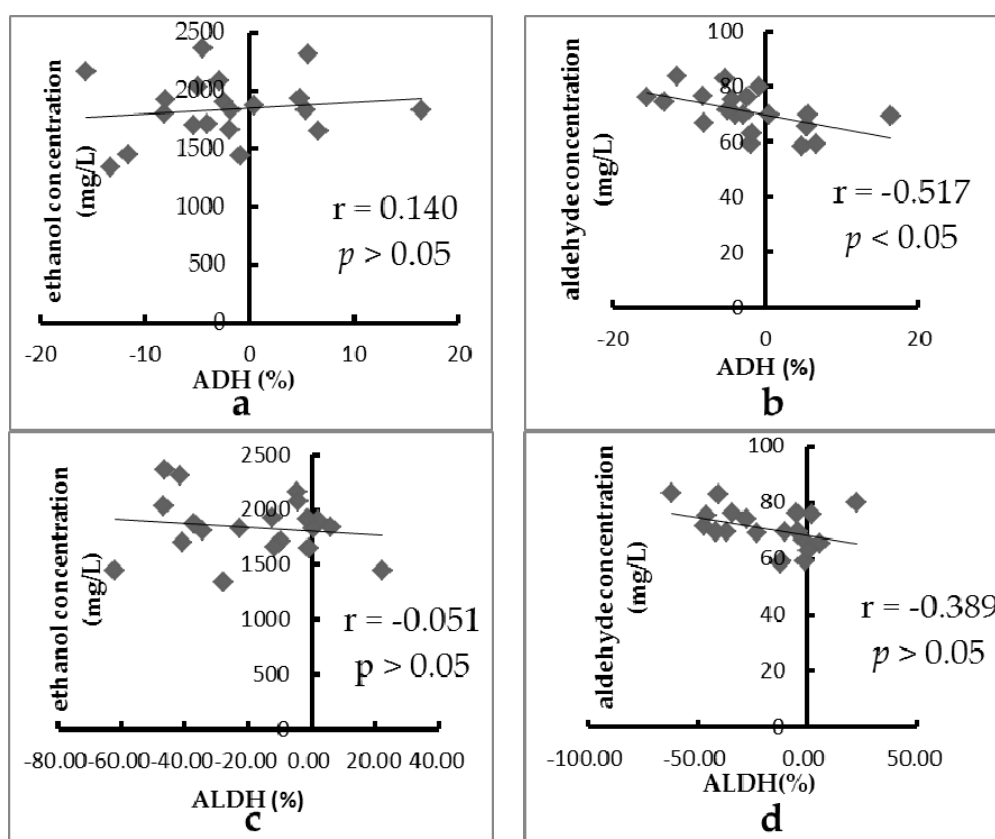 2500
2000
1500
1000
500
0
ethanol concentration
(mg/L)
r = 0.140
p > 0.05
-20
-10
0
10
20
ADH (%)
a
100
80
60
40
20
0
aldehyde concentration
(mg/L)
r = -0.517
p < 0.05
-20
0
20
ADH (%)
b
2500
2000
1500
1000
500
0
ethanol concentration
(mg/L)
r = -0.051
p > 0.05
-80.00
-60.00
-40.00
-20.00
0.00
20.00
40.00
ALDH (%)
c
100
80
60
40
20
0
aldehyde concentration
(mg/L)
r = -0.389
p > 0.05
-100.00
-50.00
0.00
50.00
ALDH(%)
d